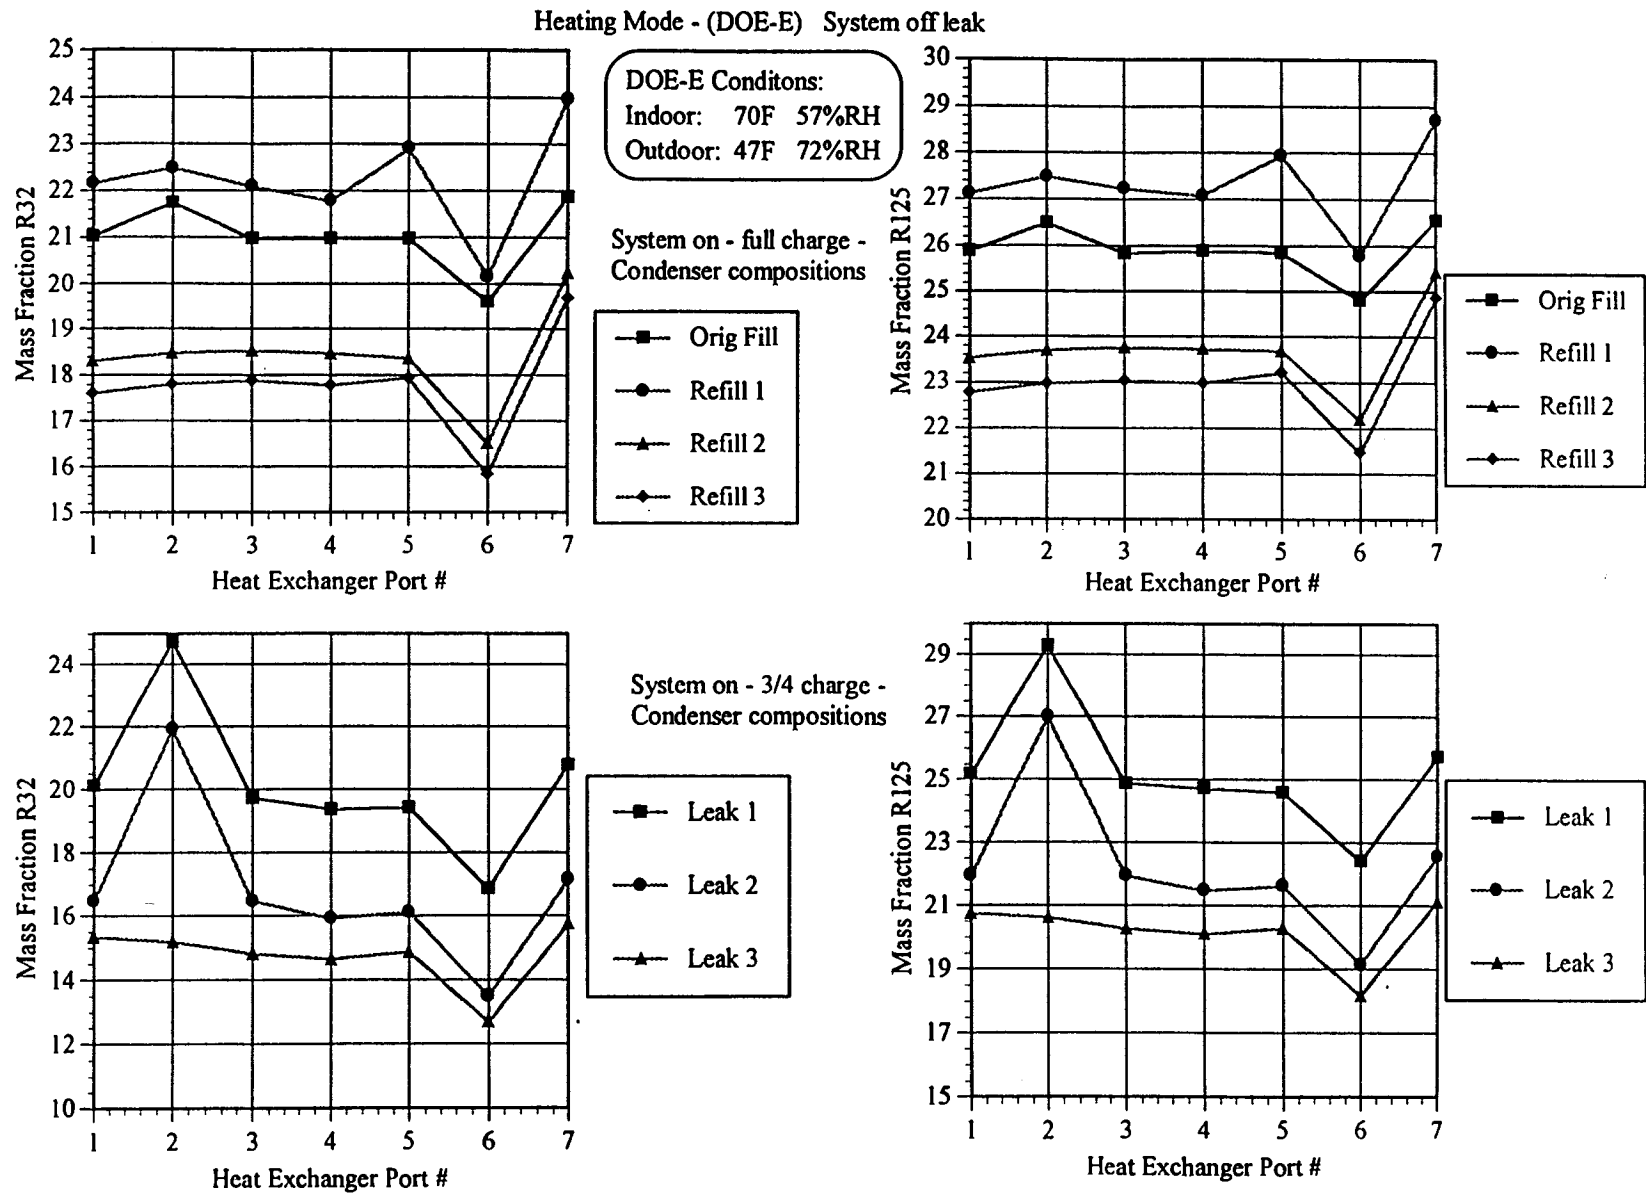 Heating Mode - (DOE-E) System off leak
25
24
23
22
21
20
19
18
17
16
15
Mass Fraction R32
1 2 3 4 5 6 7
Heat Exchanger Port #
DOE-E Conditons:
Indoor: 70F 57%RH
Outdoor: 47F 72%RH
System on - full charge -
Condenser compositions
Orig Fill
Refill 1
Refill 2
Refill 3
30
29
28
27
26
25
24
23
22
21
20
Mass Fraction R125
1 2 3 4 5 6 7
Heat Exchanger Port #
Orig Fill
Refill 1
Refill 2
Refill 3
24
22
20
18
16
14
12
10
Mass Fraction R32
1 2 3 4 5 6 7
Heat Exchanger Port #
System on - 3/4 charge -
Condenser compositions
Leak 1
Leak 2
Leak 3
29
27
25
23
21
19
17
15
Mass Fraction R125
1 2 3 4 5 6 7
Heat Exchanger Port #
Leak 1
Leak 2
Leak 3